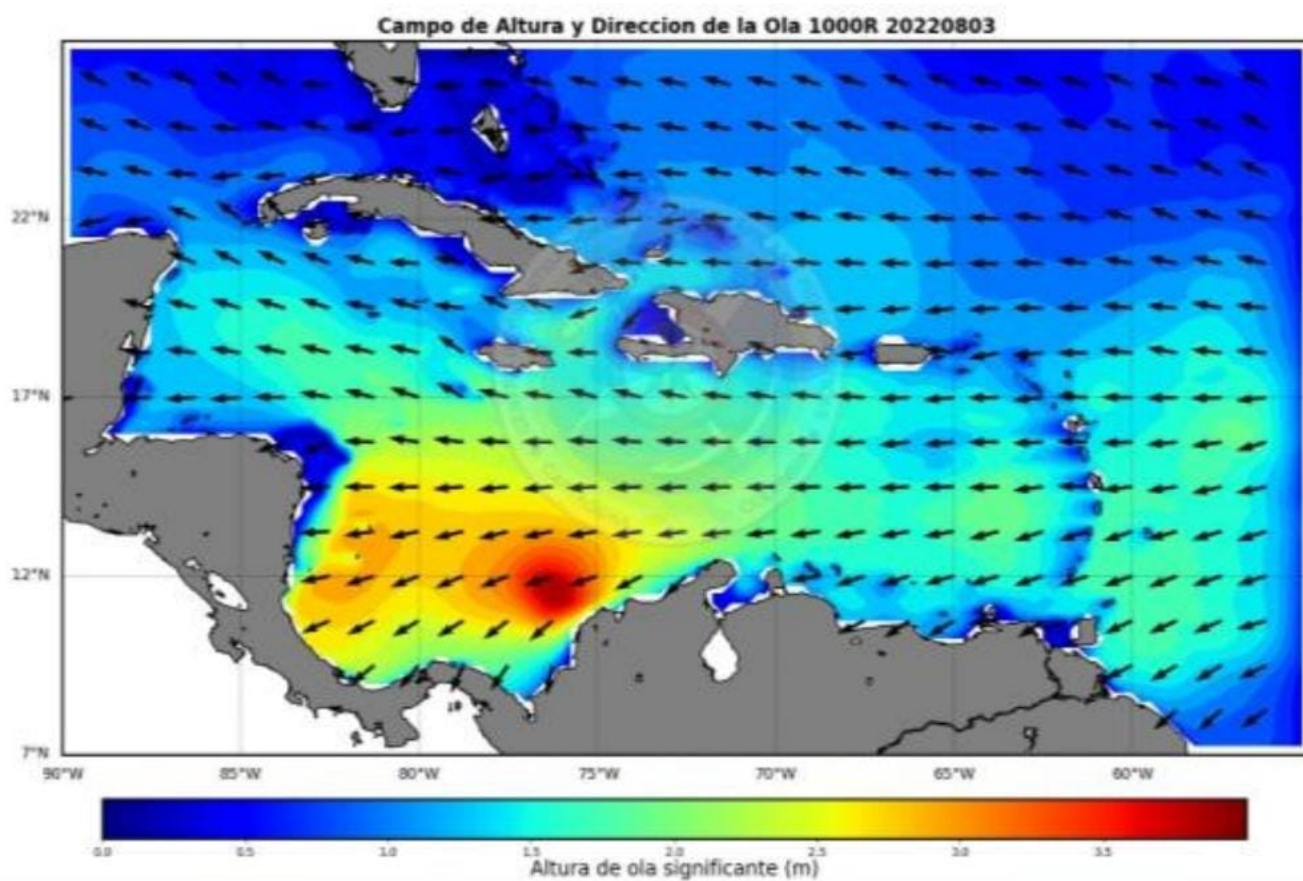 Campo de Altura y Direccion de la Ola 1000R 20220803
22°N
17°N
12°N
7°N
90°W 85°W 80°W 75°W 70°W 65°W 60°W
0.0 0.5 1.0 1.5 2.0 2.5 3.0 3.5
Altura de ola significante (m)